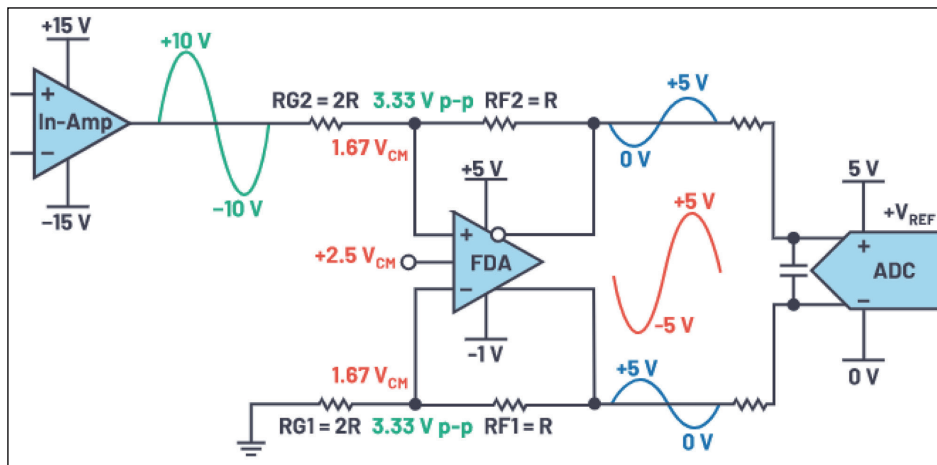 +15 V
+10 V
In-Amp
+
−
−15 V
−10 V
RG2 = 2R
3.33 V p-p
RF2 = R
1.67 VCM
+5 V
0 V
+5 V
+2.5 VCM
+
FDA
−
−1 V
+5 V
−5 V
5 V
+VREF
+
ADC
−
0 V
1.67 VCM
RG1 = 2R
3.33 V p-p
RF1 = R
+5 V
0 V